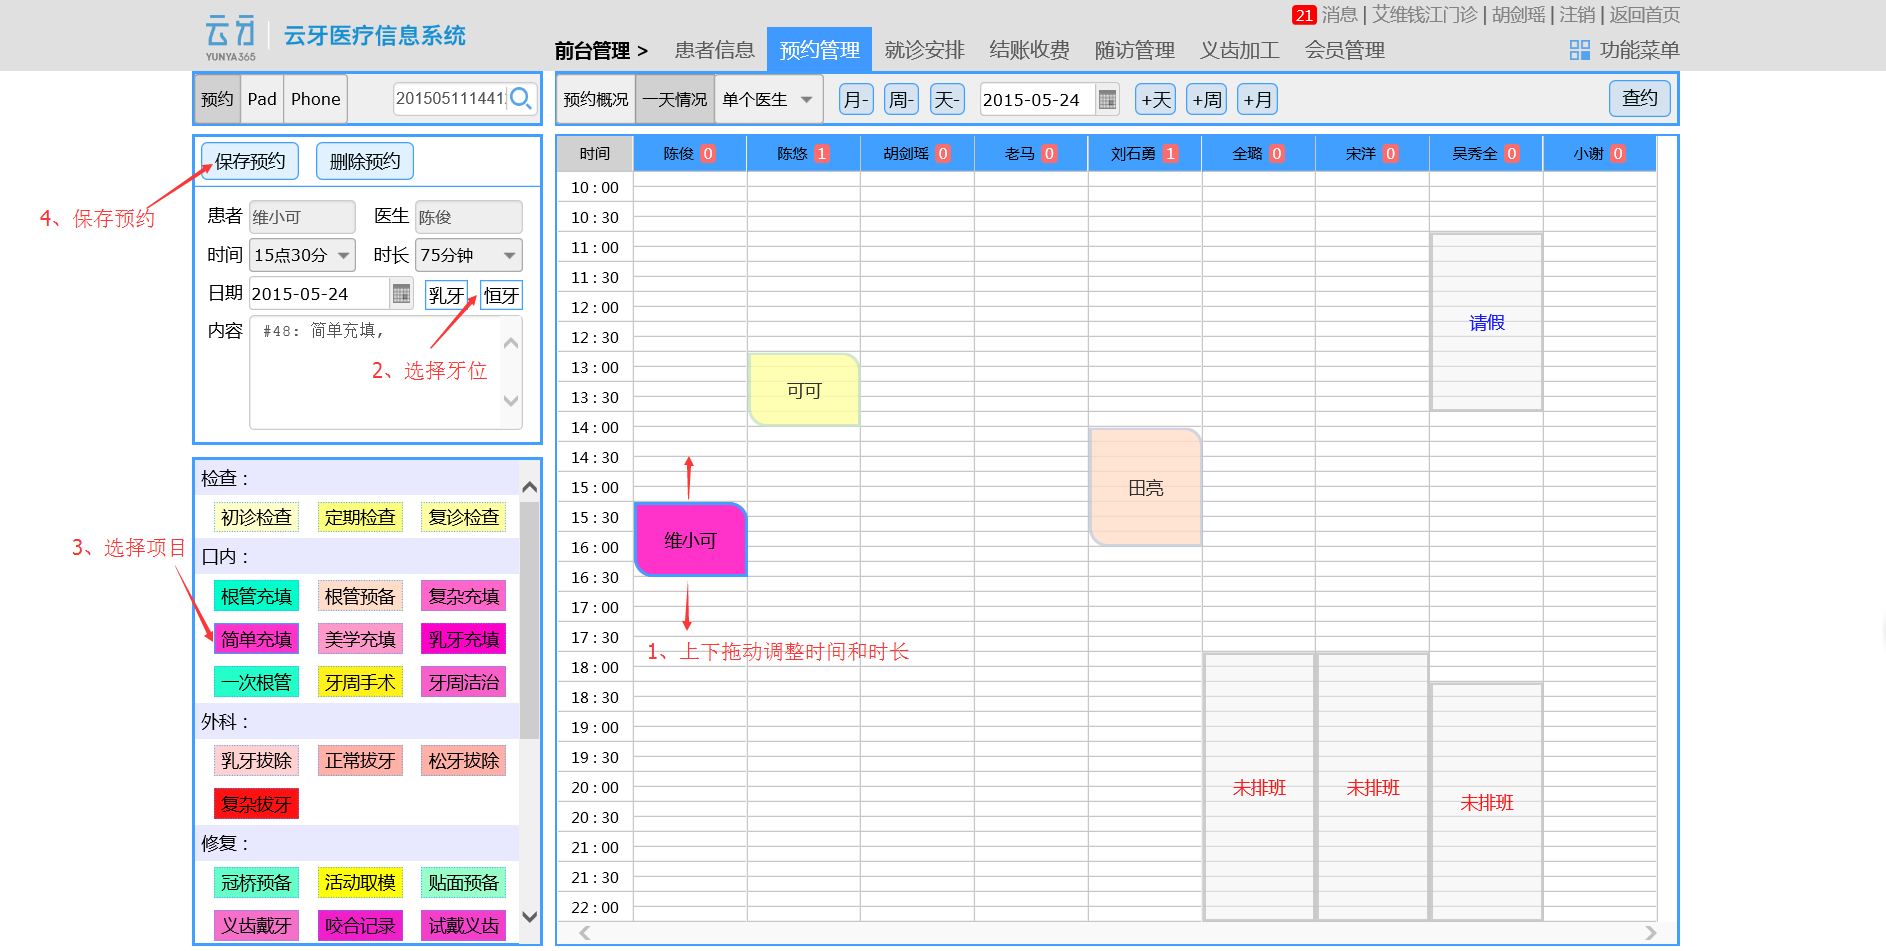 云牙
YUNYA365
云牙医疗信息系统
21 消息 | 艾维钱江门诊 | 胡剑瑶 | 注销 | 返回首页
前台管理 > 患者信息 预约管理 就诊安排 结账收费 随访管理 义齿加工 会员管理 功能菜单
预约 Pad Phone 2015051114441
预约概况 一天情况 单个医生 月- 周- 天- 2015-05-24 +天 +周 +月 查约
保存预约 删除预约
4、保存预约
患者 维小可 医生 陈俊
时间 15点30分 时长 75分钟
日期 2015-05-24 乳牙 恒牙
内容 #48: 简单充填,
2、选择牙位
检查：
初诊检查 定期检查 复诊检查
3、选择项目
口内：
根管充填 根管预备 复杂充填
简单充填 美学充填 乳牙充填
一次根管 牙周手术 牙周洁治
外科：
乳牙拔除 正常拔牙 松牙拔除
复杂拔牙
修复：
冠桥预备 活动取模 贴面预备
义齿戴牙 咬合记录 试戴义齿
时间 陈俊 0 陈悠 1 胡剑瑶 0 老马 0 刘石勇 1 全璐 0 宋洋 0 吴秀全 0 小谢 0
10 : 00
10 : 30
11 : 00
11 : 30
12 : 00
12 : 30
请假
13 : 00
13 : 30
可可
14 : 00
14 : 30
15 : 00
田亮
15 : 30
16 : 00
维小可
16 : 30
17 : 00
17 : 30
1、上下拖动调整时间和时长
18 : 00
18 : 30
19 : 00
19 : 30
20 : 00
未排班 未排班 未排班
20 : 30
21 : 00
21 : 30
22 : 00